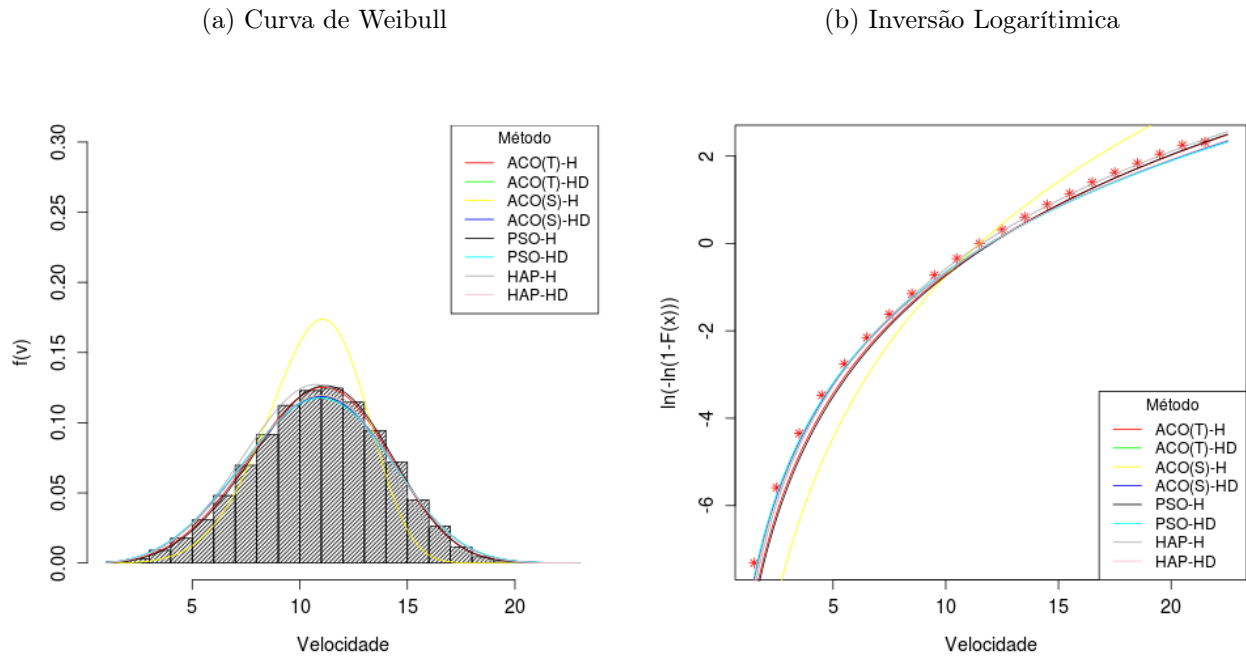 (a) Curva de Weibull
(b) Inversão Logarítimica
f(v)
0.30
0.25
0.20
0.15
0.10
0.05
0.00
5
10
15
20
Velocidade
Método
ACO(T)-H
ACO(T)-HD
ACO(S)-H
ACO(S)-HD
PSO-H
PSO-HD
HAP-H
HAP-HD
ln(-ln(1-F(x)))
2
0
-2
-4
-6
5
10
15
20
Velocidade
Método
ACO(T)-H
ACO(T)-HD
ACO(S)-H
ACO(S)-HD
PSO-H
PSO-HD
HAP-H
HAP-HD